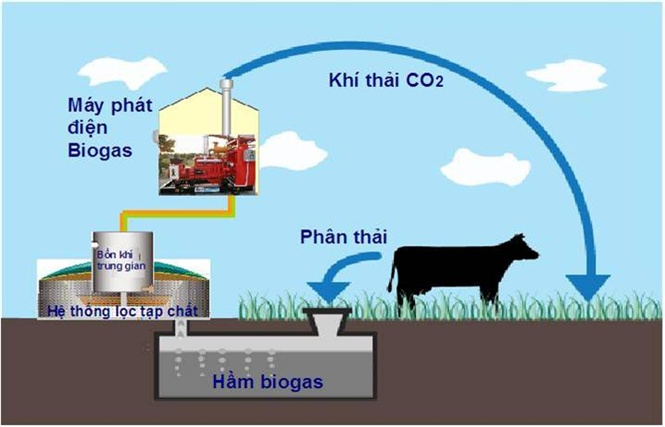 Khí thải CO2
Máy phát
điện
Biogas
Phân thải
Bồn khí
trung gian
Hệ thống lọc tạp chất
Hầm biogas